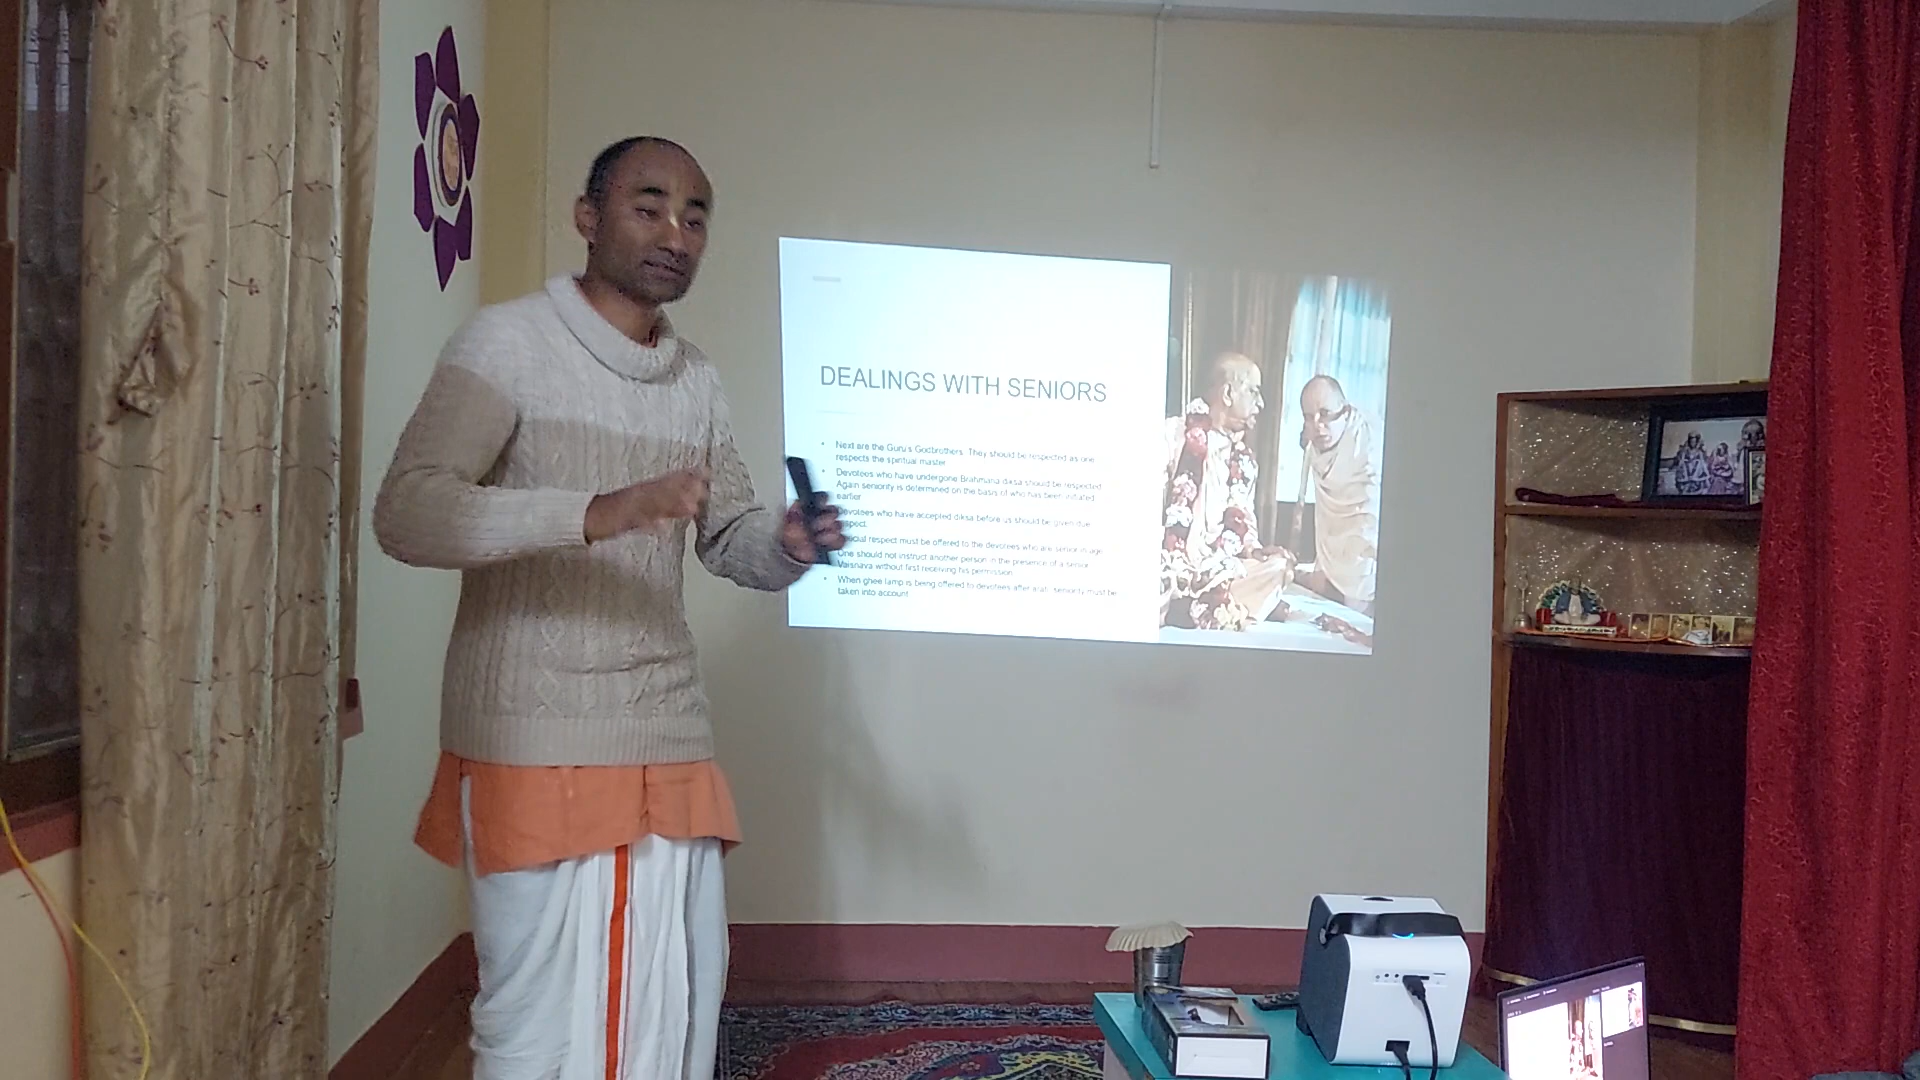 DEALINGS WITH SENIORS
Next are the Guru's Godbrothers. They should be respected as one
respects the spiritual master
Devotees who have undergone Brahmana diksa should be respected
Again seniority is determined on the basis of who has been initiated
earlier
Devotees who have accepted diksa before us should be given due
respect.
respect must be offered to the devotees who are senior in age
One should not instruct another person in the presence of a senior
Vaisnava without first receiving his permission
When ghee lamp is being offered to devotees after arati, seniority must be
taken into account